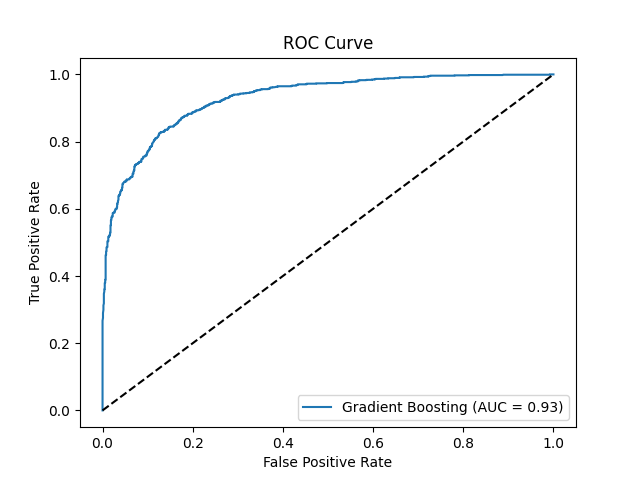 ROC Curve
True Positive Rate
1.0
0.8
0.6
0.4
0.2
0.0
Gradient Boosting (AUC = 0.93)
0.0 0.2 0.4 0.6 0.8 1.0
False Positive Rate